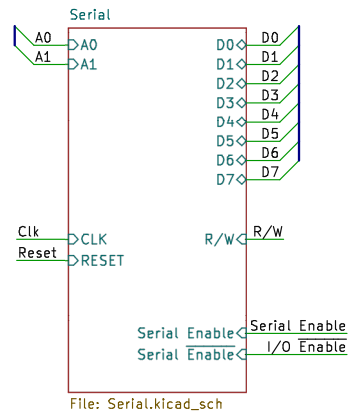 Serial
A0 A0 D0 D0
A1 A1 D1 D1
D2 D2
D3 D3
D4 D4
D5 D5
D6 D6
D7 D7
Clk CLK R/W R/W
Reset RESET
Serial Enable Serial Enable
Serial Enable I/O Enable
File: Serial.kicad_sch